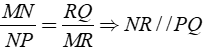 MN/NP = RQ/MR ⇒ NR//PQ